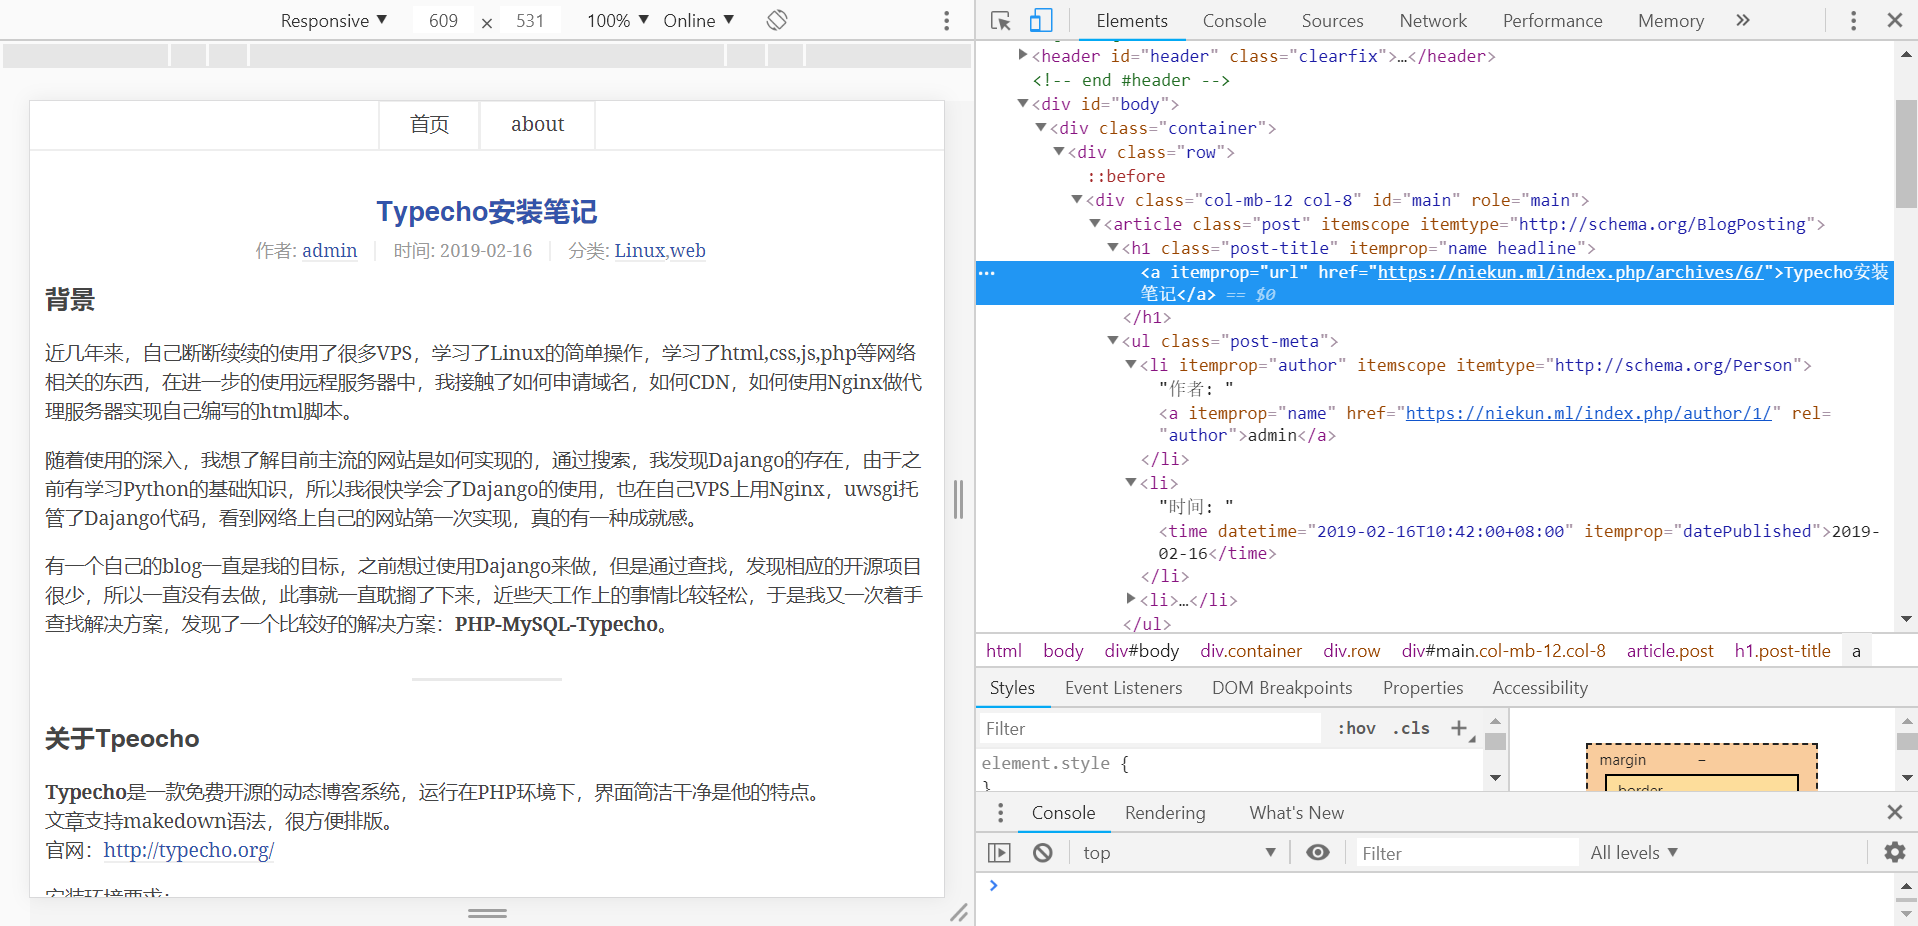 Responsive ▼ 609 × 531 100% ▼ Online ▼
首页 about
Typecho安装笔记
作者: admin 时间: 2019-02-16 分类: Linux,web
背景
近几年来，自己断断续续的使用了很多VPS，学习了Linux的简单操作，学习了html,css,js,php等网络
相关的东西，在进一步的使用远程服务器中，我接触了如何申请域名，如何CDN，如何使用Nginx做代
理服务器实现自己编写的html脚本。
随着使用的深入，我想了解目前主流的网站是如何实现的，通过搜索，我发现Dajango的存在，由于之
前有学习Python的基础知识，所以我很快学会了Dajango的使用，也在自己VPS上用Nginx，uwsgi托
管了Dajango代码，看到网络上自己的网站第一次实现，真的有一种成就感。
有一个自己的blog一直是我的目标，之前想过使用Dajango来做，但是通过查找，发现相应的开源项目
很少，所以一直没有去做，此事就一直耽搁了下来，近些天工作上的事情比较轻松，于是我又一次着手
查找解决方案，发现了一个比较好的解决方案：PHP-MySQL-Typecho。
关于Tpeocho
Typecho是一款免费开源的动态博客系统，运行在PHP环境下，界面简洁干净是他的特点。
文章支持makedown语法，很方便排版。
官网：http://typecho.org/
安装环境要求：
Elements Console Sources Network Performance Memory »
<header id="header" class="clearfix">…</header>
<!-- end #header -->
<div id="body">
<div class="container">
<div class="row">
::before
<div class="col-mb-12 col-8" id="main" role="main">
<article class="post" itemscope itemtype="http://schema.org/BlogPosting">
<h1 class="post-title" itemprop="name headline">
<a itemprop="url" href="https://niekun.ml/index.php/archives/6/">Typecho安装
笔记</a> == $0
</h1>
<ul class="post-meta">
<li itemprop="author" itemscope itemtype="http://schema.org/Person">
"作者: "
<a itemprop="name" href="https://niekun.ml/index.php/author/1/" rel=
"author">admin</a>
</li>
<li>
"时间: "
<time datetime="2019-02-16T10:42:00+08:00" itemprop="datePublished">2019-
02-16</time>
</li>
<li>…</li>
</ul>
html body div#body div.container div.row div#main.col-mb-12.col-8 article.post h1.post-title a
Styles Event Listeners DOM Breakpoints Properties Accessibility
Filter :hov .cls +
element.style {
}
margin –
border
Console Rendering What's New
top ▼ Filter All levels ▼